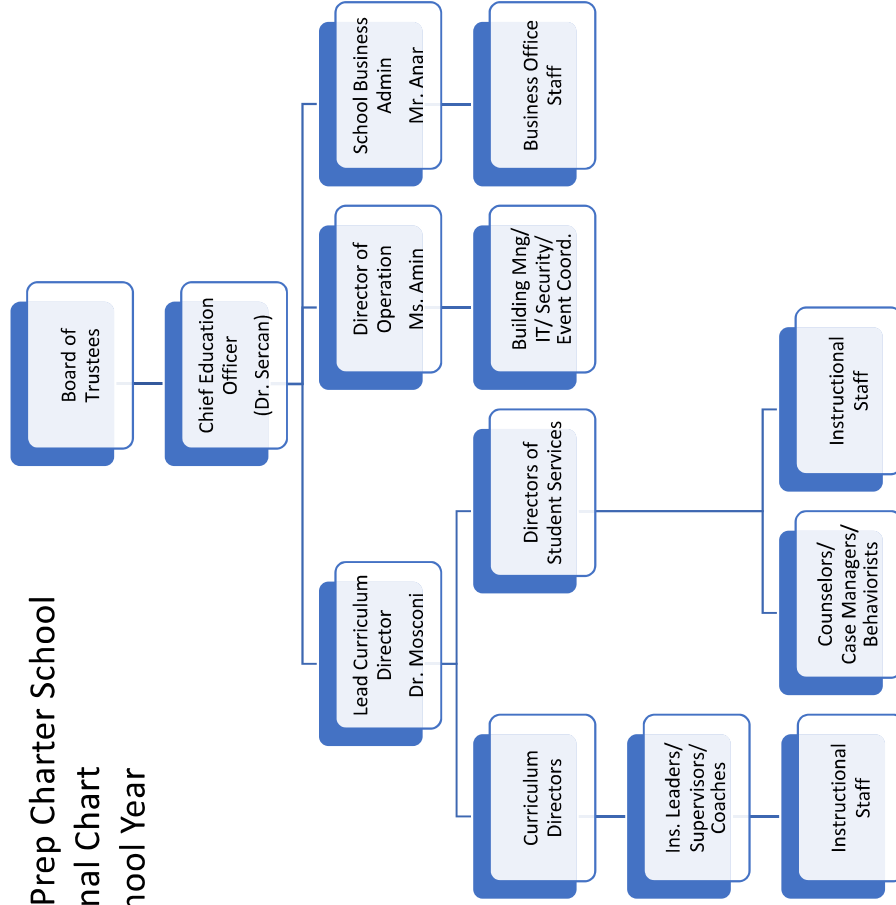 Prep Charter School
Chart
Year
Board of
Trustees
Chief Education
Officer
(Dr. Sercan)
Lead Curriculum
Director
Dr. Mosconi
Director of
Operation
Ms. Amin
School Business
Admin
Mr. Anar
Curriculum
Directors
Directors of
Student Services
Building Mng/
IT/ Security/
Event Coord.
Business Office
Staff
Ins. Leaders/
Supervisors/
Coaches
Instructional
Staff
Counselors/
Case Managers/
Behaviorists
Instructional
Staff